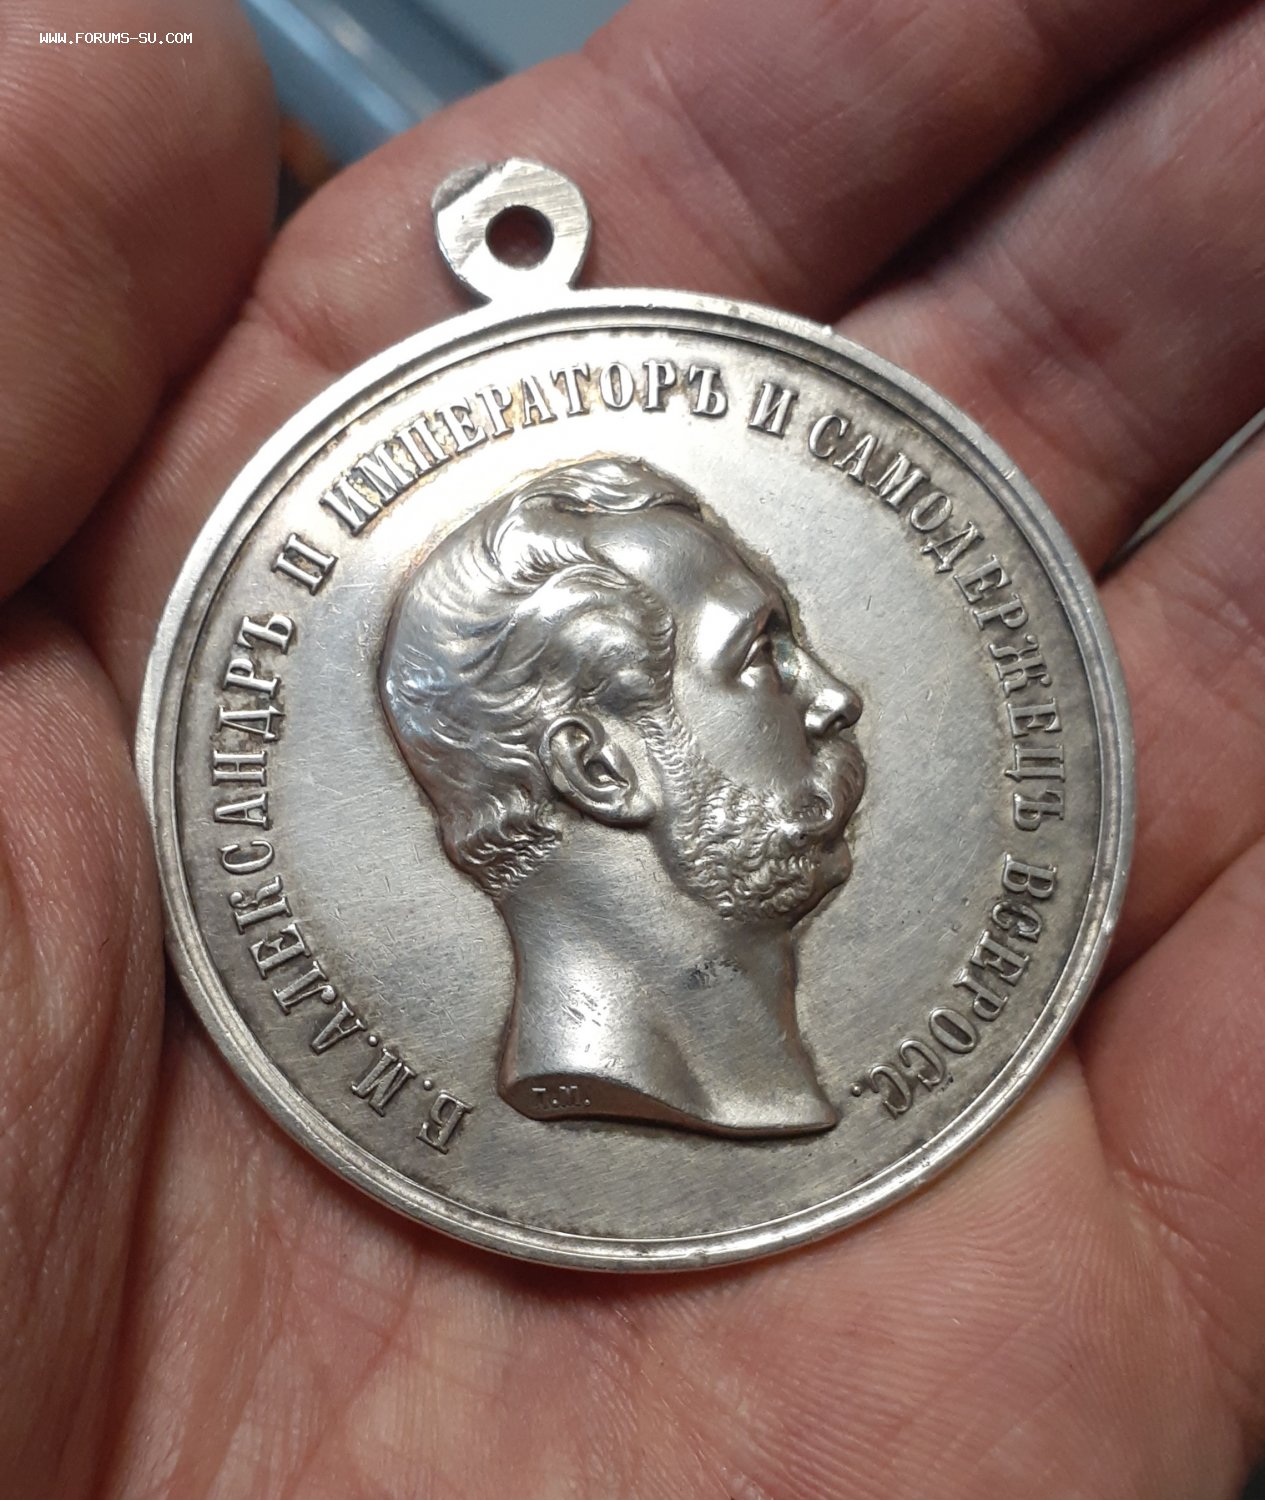 WWW.FORUMS-SU.COM
Б.М.АЛЕКСАНДРЪ II ИМПЕРАТОРЪ И САМОДЕРЖЕЦЪ ВСЕРОСС.
Т.М.